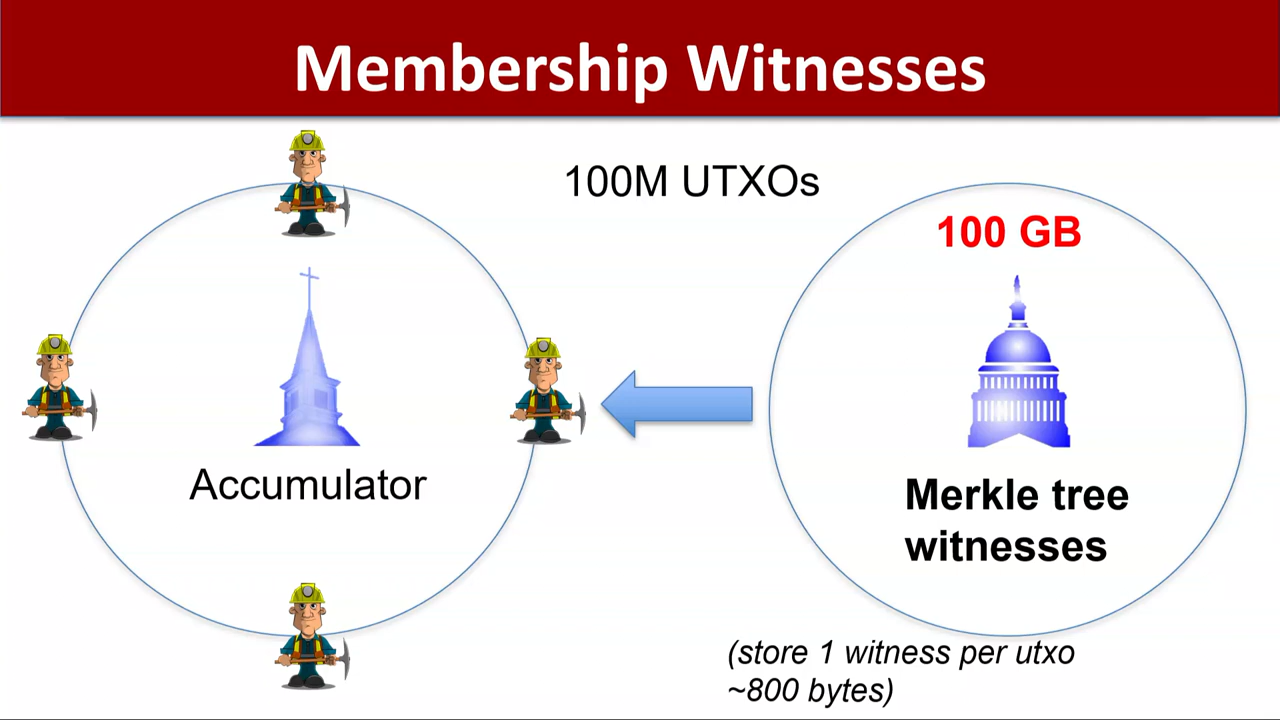 Membership Witnesses
100M UTXOs
100 GB
Accumulator
Merkle tree
witnesses
(store 1 witness per utxo
~800 bytes)